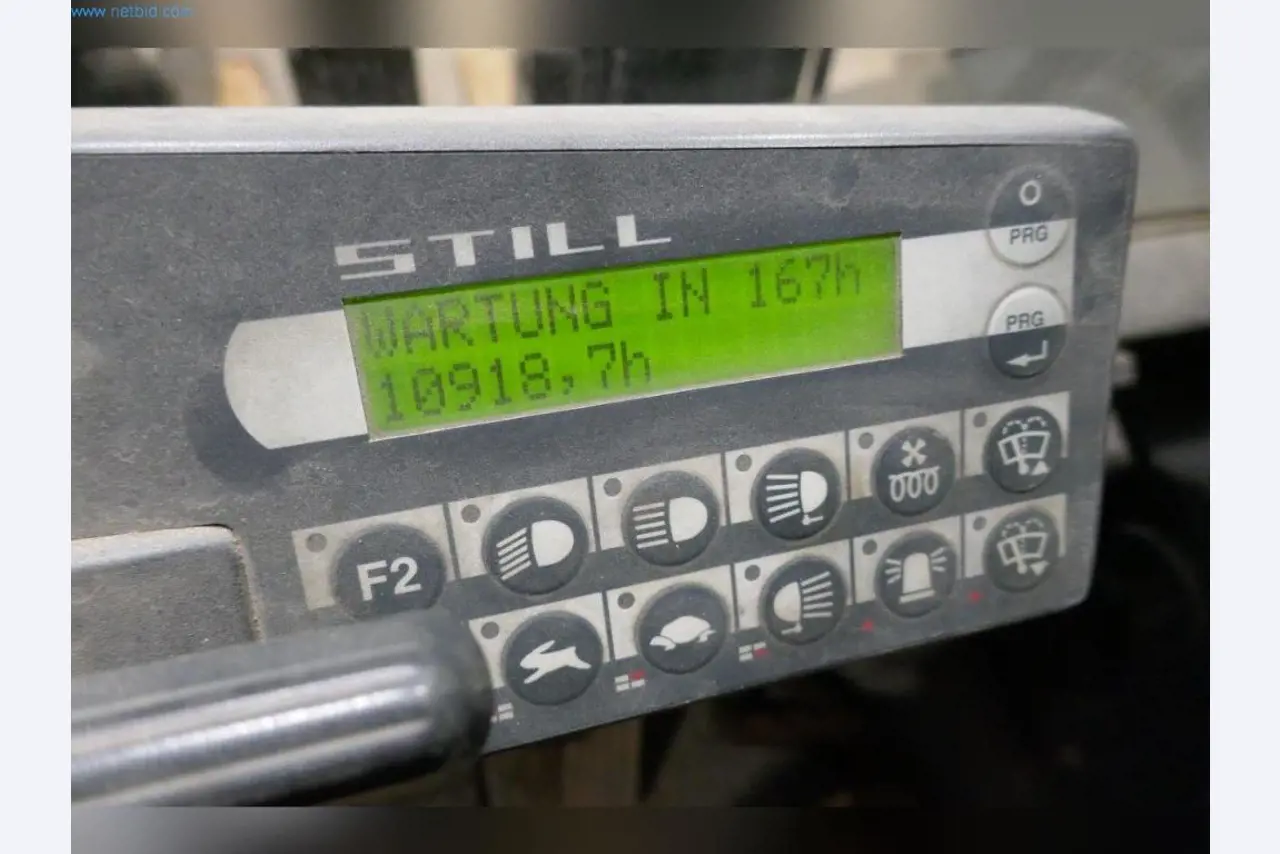 www.netbid.com
STILL
O
PRG
WARTUNG IN 167h
10918,7h
PRG
F2